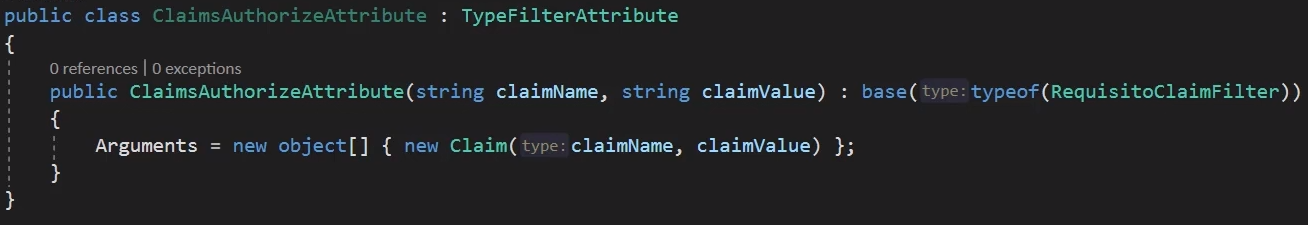 public class ClaimsAuthorizeAttribute : TypeFilterAttribute
{
0 references | 0 exceptions
public ClaimsAuthorizeAttribute(string claimName, string claimValue) : base(type:typeof(RequisitoClaimFilter))
{
Arguments = new object[] { new Claim(type:claimName, claimValue) };
}
}